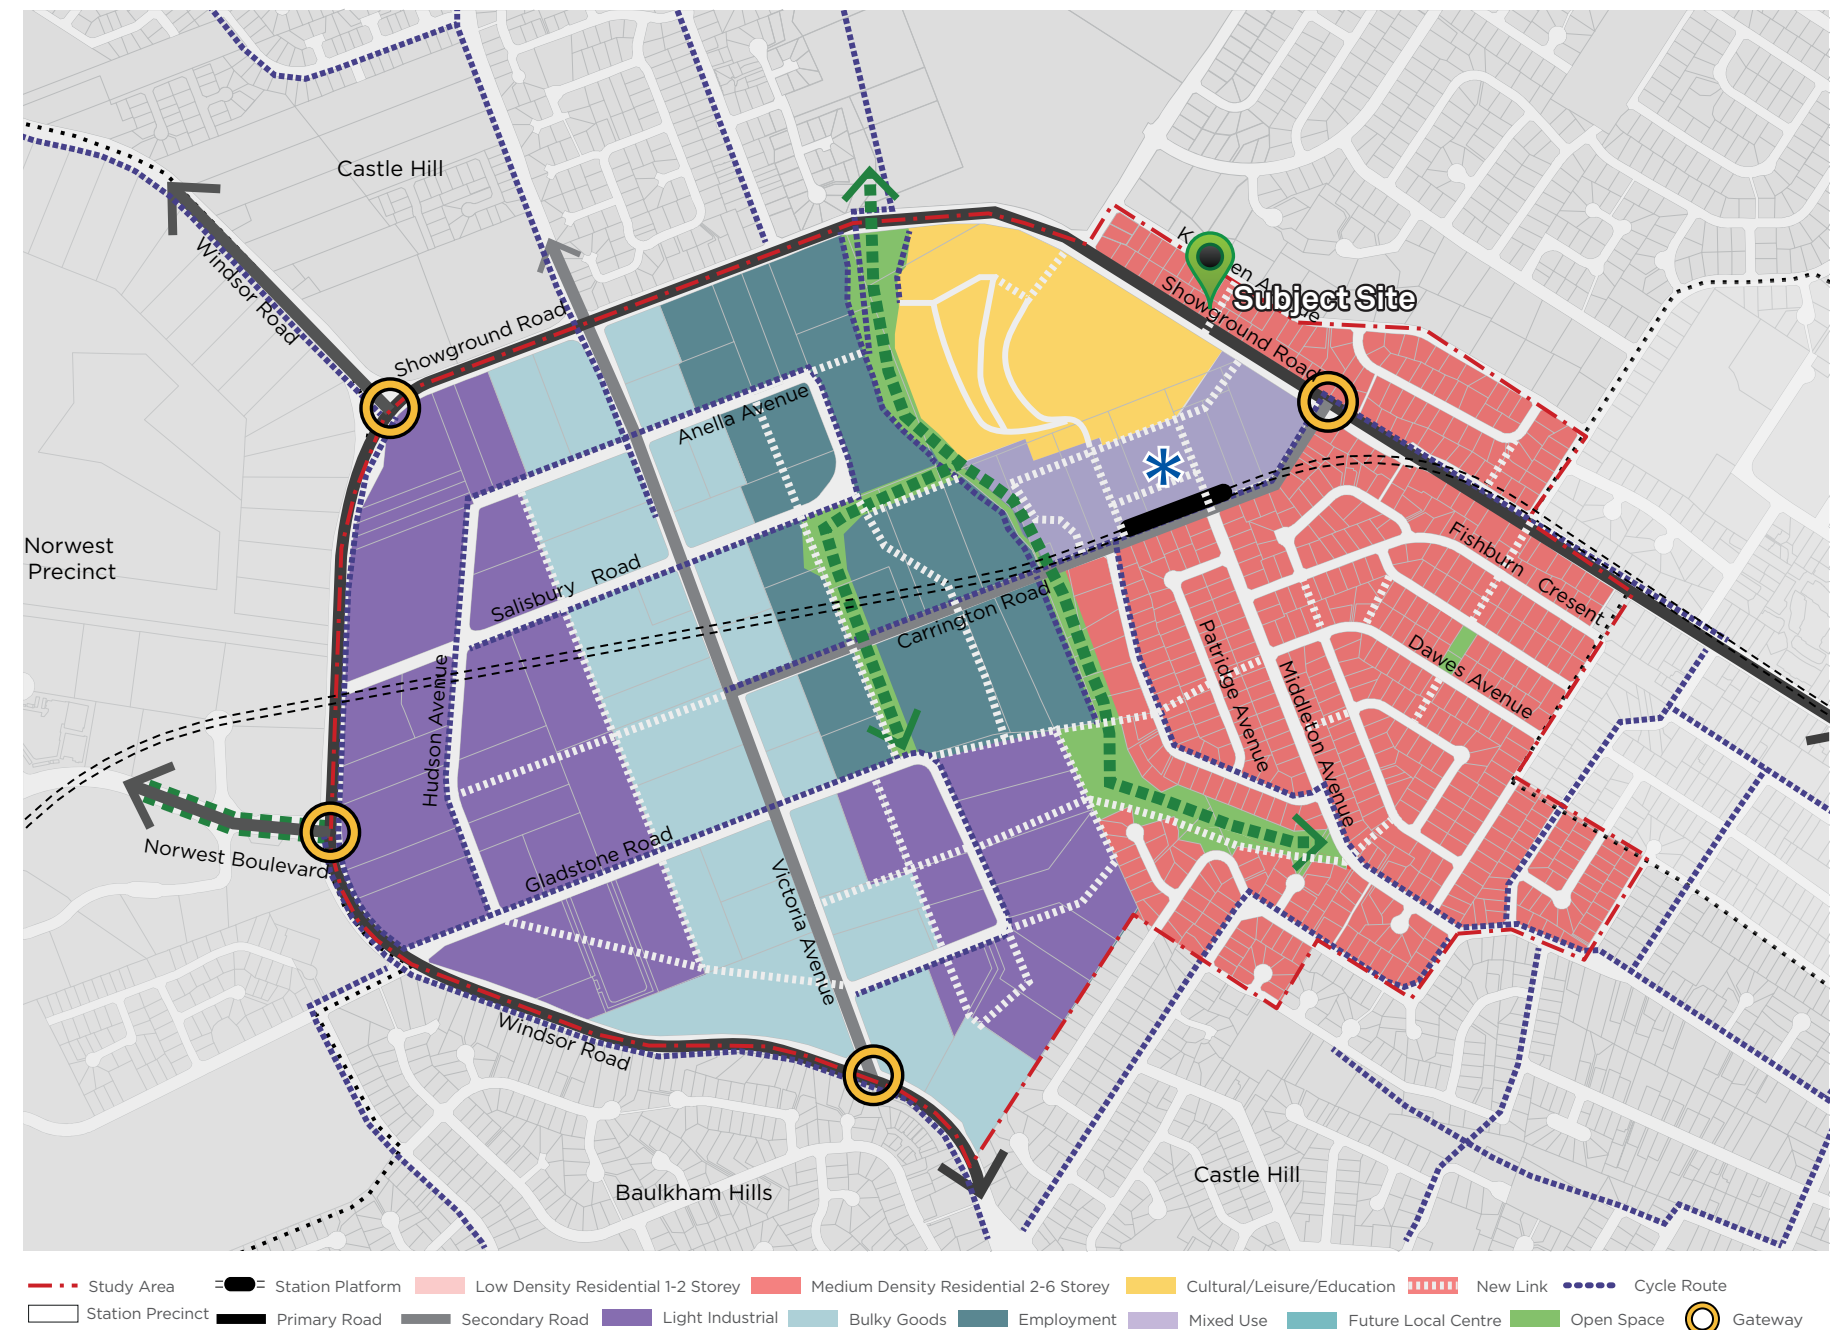 Castle Hill
Windsor Road
Showground Road
K
en A
e
Showground Road
Subject Site
Anella Avenue
Norwest
Precinct
Salisbury Road
Carrington Road
Fishburn Cresent
Dawes Avenue
Patridge Avenue
Middleton Avenue
Hudson Avenue
Norwest Boulevard
Gladstone Road
Victoria Avenue
Windsor Road
Baulkham Hills
Castle Hill
Study Area
Station Platform
Low Density Residential 1-2 Storey
Medium Density Residential 2-6 Storey
Cultural/Leisure/Education
New Link
Cycle Route
Station Precinct
Primary Road
Secondary Road
Light Industrial
Bulky Goods
Employment
Mixed Use
Future Local Centre
Open Space
Gateway